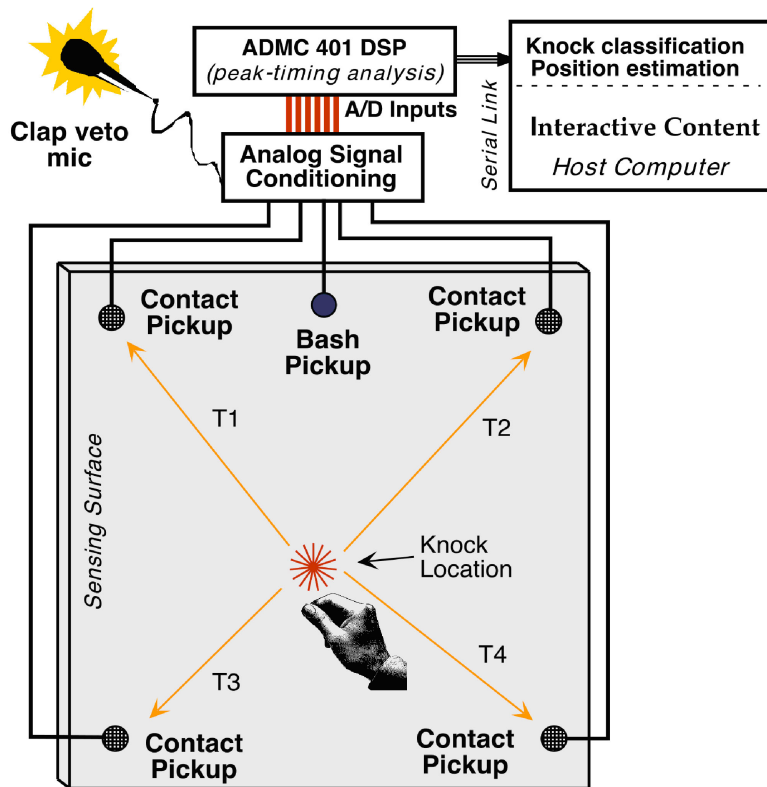 ADMC 401 DSP
(peak-timing analysis)
Knock classification
Position estimation
Interactive Content
Host Computer
Serial Link
A/D Inputs
Clap veto
mic
Analog Signal
Conditioning
Contact
Pickup
Bash
Pickup
Contact
Pickup
T1
T2
Sensing Surface
Knock
Location
T3
T4
Contact
Pickup
Contact
Pickup